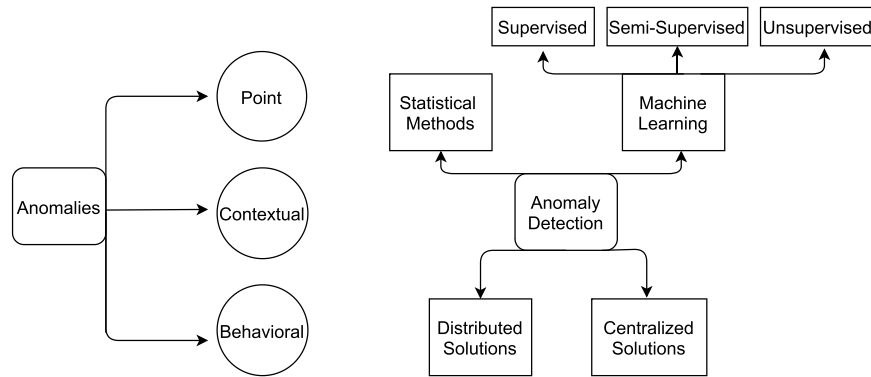 Supervised
Semi-Supervised
Unsupervised
Point
Statistical
Methods
Machine
Learning
Anomalies
Contextual
Anomaly
Detection
Behavioral
Distributed
Solutions
Centralized
Solutions